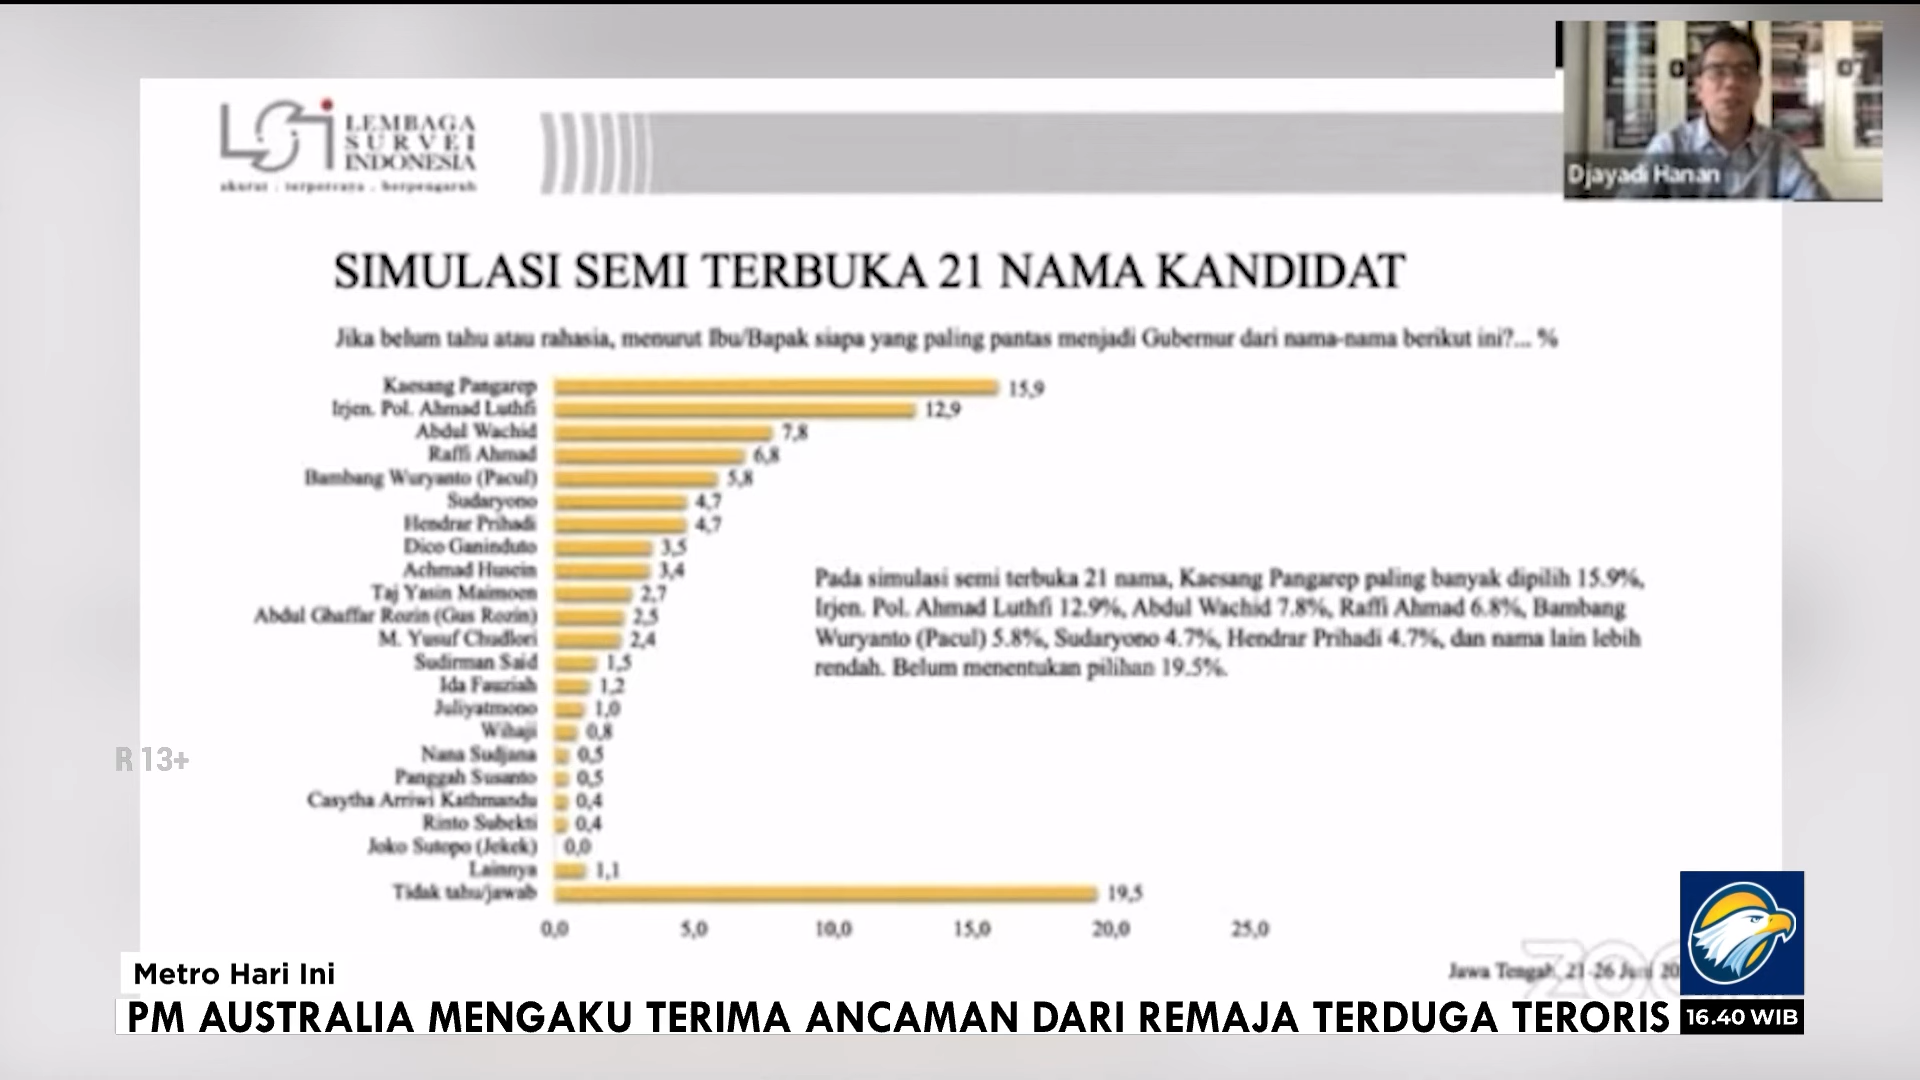 LSi LEMBAGA
SURVEI
INDONESIA
akurat . terpercaya . berpengaruh
Djayadi Hanan
SIMULASI SEMI TERBUKA 21 NAMA KANDIDAT
Jika belum tahu atau rahasia, menurut Ibu/Bapak siapa yang paling pantas menjadi Gubernur dari nama-nama berikut ini?... %
Kaesang Pangarep 15,9
Irjen. Pol. Ahmad Luthfi 12,9
Abdul Wachid 7,8
Raffi Ahmad 6,8
Bambang Wuryanto (Pacul) 5,8
Sudaryono 4,7
Hendrar Prihadi 4,7
Dico Ganinduto 3,5
Achmad Husein 3,4
Taj Yasin Maimoen 2,7
Abdul Ghaffar Rozin (Gus Rozin) 2,5
M. Yusuf Chudlori 2,4
Sudirman Said 1,5
Ida Fauziah 1,2
Juliyatmono 1,0
Wihaji 0,8
Nana Sudjana 0,5
Panggah Susanto 0,5
Casytha Arriwi Kathmandu 0,4
Rinto Subekti 0,4
Joko Sutopo (Jekek) 0,0
Lainnya 1,1
Tidak tahu/jawab 19,5
0,0 5,0 10,0 15,0 20,0 25,0
Pada simulasi semi terbuka 21 nama, Kaesang Pangarep paling banyak dipilih 15.9%,
Irjen. Pol. Ahmad Luthfi 12.9%, Abdul Wachid 7.8%, Raffi Ahmad 6.8%, Bambang
Wuryanto (Pacul) 5.8%, Sudaryono 4.7%, Hendrar Prihadi 4.7%, dan nama lain lebih
rendah. Belum menentukan pilihan 19.5%.
R 13+
Jawa Tengah, 21-26 Juni 20
Metro Hari Ini
PM AUSTRALIA MENGAKU TERIMA ANCAMAN DARI REMAJA TERDUGA TERORIS
16.40 WIB